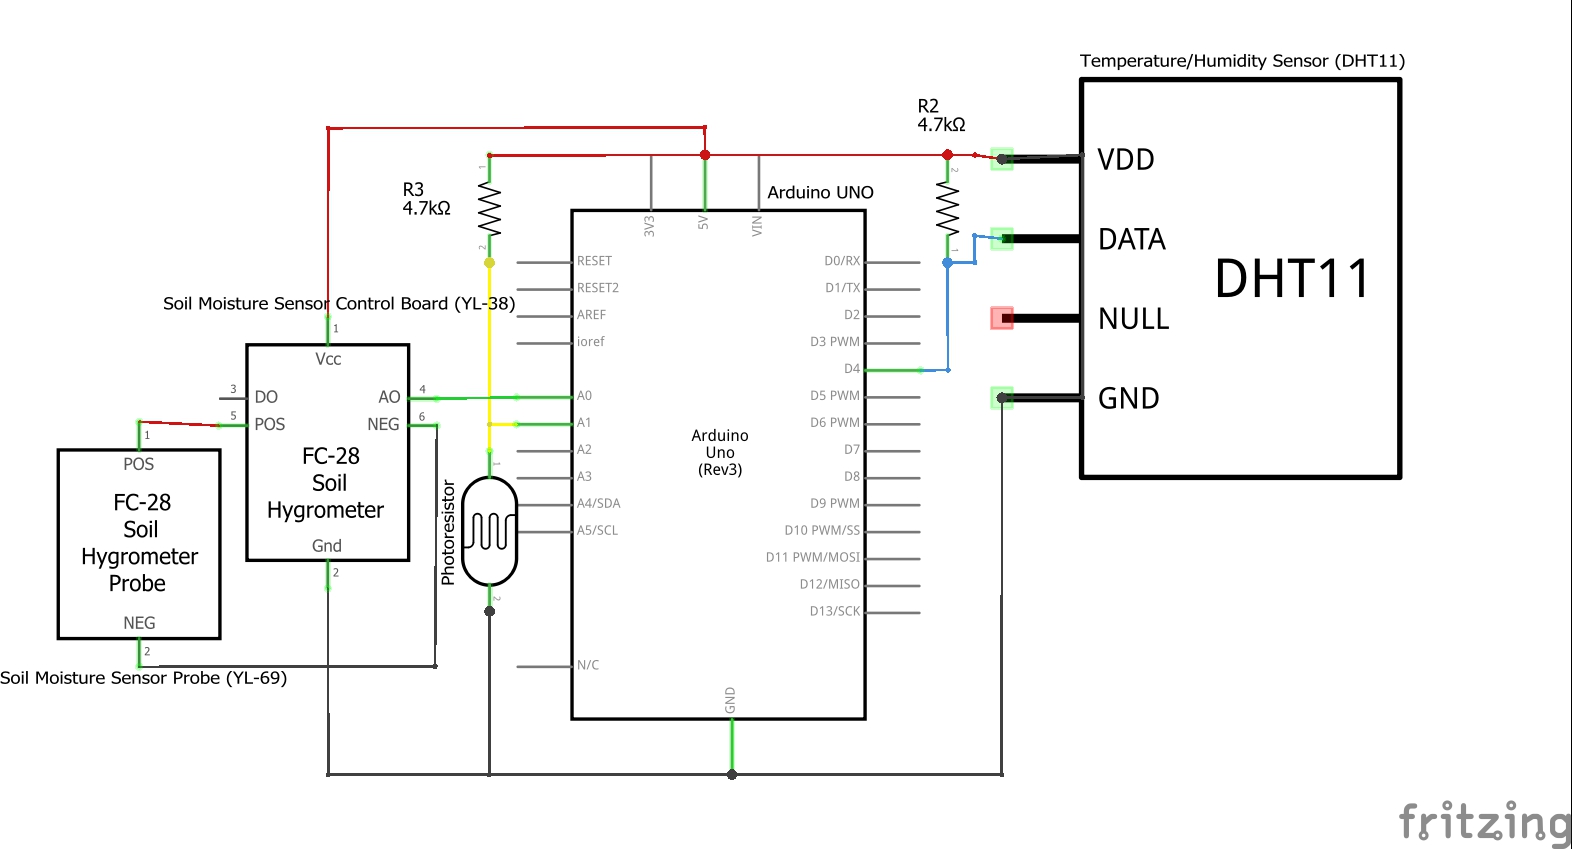 Temperature/Humidity Sensor (DHT11)
R2
4.7kΩ
2
1
VDD
DATA
NULL
GND
DHT11
R3
4.7kΩ
1
2
Arduino UNO
3V3
5V
VIN
RESET
RESET2
AREF
ioref
A0
A1
A2
A3
A4/SDA
A5/SCL
N/C
D0/RX
D1/TX
D2
D3 PWM
D4
D5 PWM
D6 PWM
D7
D8
D9 PWM
D10 PWM/SS
D11 PWM/MOSI
D12/MISO
D13/SCK
GND
Arduino
Uno
(Rev3)
Soil Moisture Sensor Control Board (YL-38)
1
Vcc
3
DO
AO
4
5
POS
NEG
6
FC-28
Soil
Hygrometer
Gnd
2
Photoresistor
1
2
1
POS
FC-28
Soil
Hygrometer
Probe
NEG
2
Soil Moisture Sensor Probe (YL-69)
fritzing